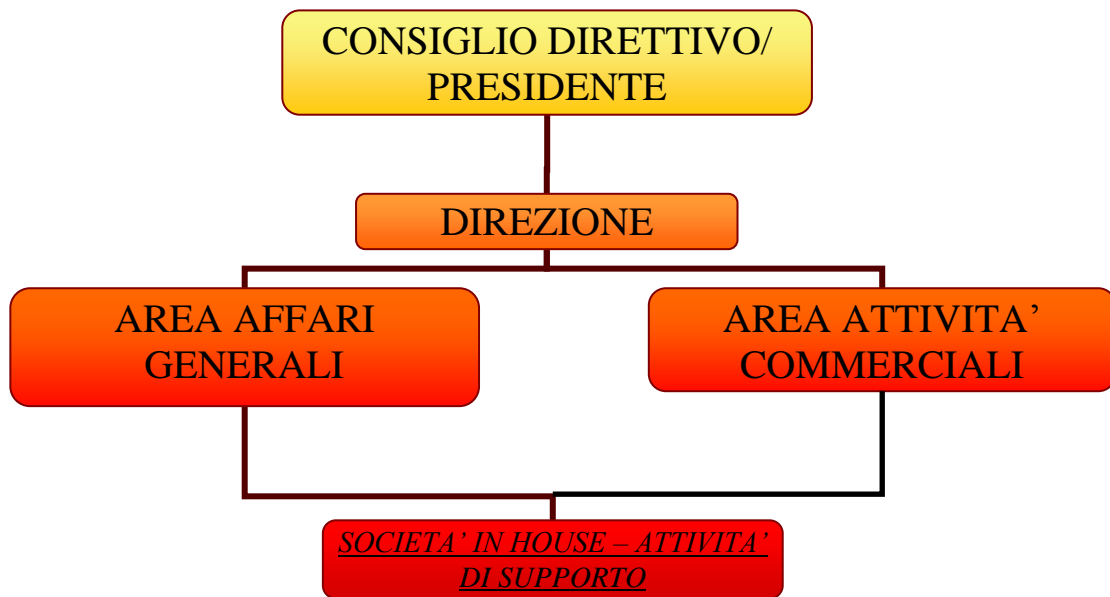 CONSIGLIO DIRETTIVO/
PRESIDENTE
DIREZIONE
AREA AFFARI
GENERALI
AREA ATTIVITA’
COMMERCIALI
SOCIETA’ IN HOUSE – ATTIVITA’
DI SUPPORTO